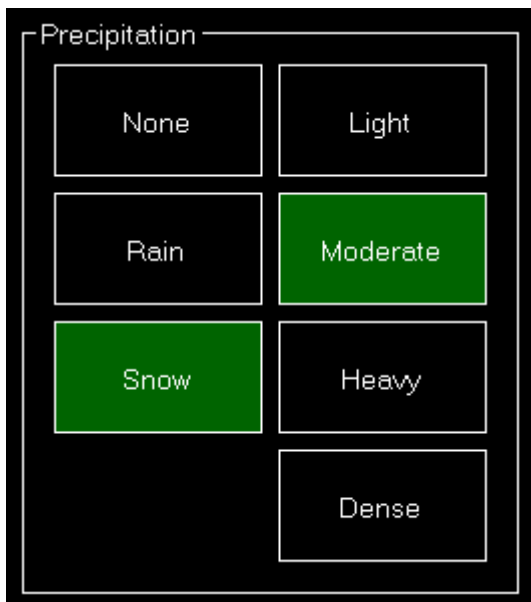 Precipitation
None
Light
Rain
Moderate
Snow
Heavy
Dense